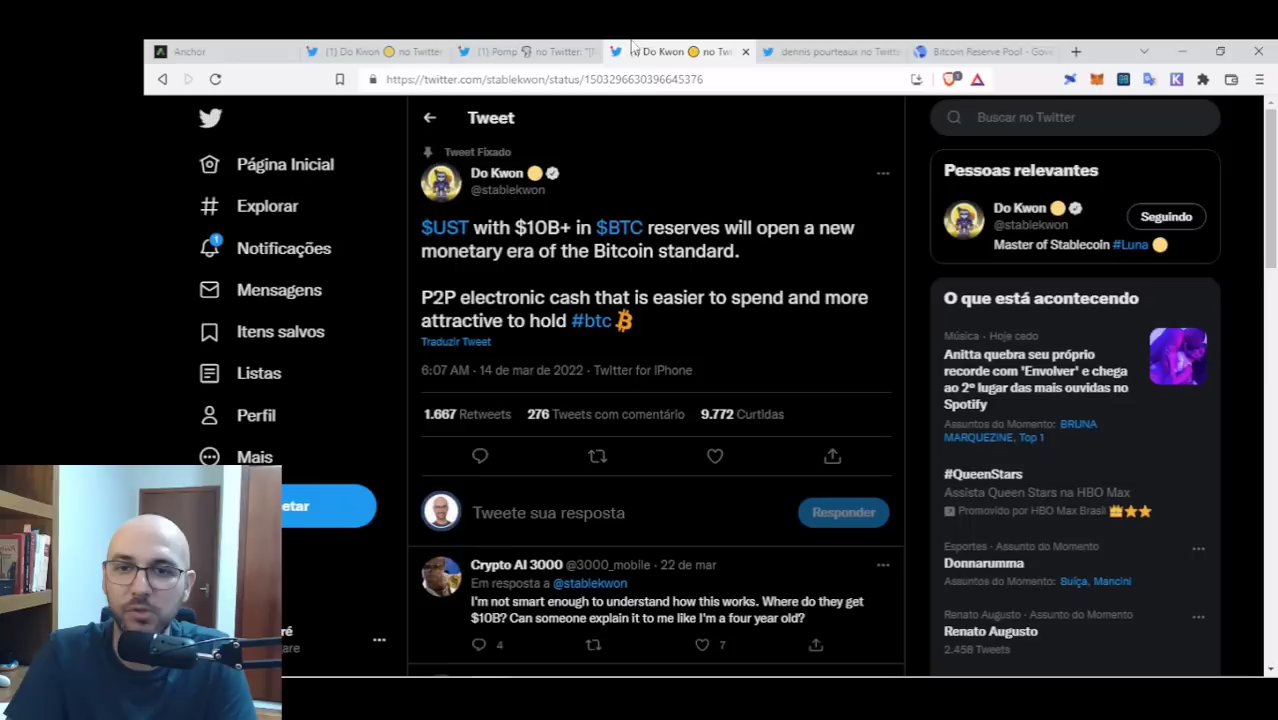 Anchor
(1) Do Kwon no Twitter
(1) Pomp no Twitter: "]
Do Kwon no Twi
dennis pourteaux no Twitte
Bitcoin Reserve Pool - Gove
https://twitter.com/stablekwon/status/1503296630396645376
Página Inicial
Explorar
Notificações
1
Mensagens
Itens salvos
Listas
Perfil
Mais
etar
Tweet
Tweet Fixado
Do Kwon
@stablekwon
$UST with $10B+ in $BTC reserves will open a new
monetary era of the Bitcoin standard.
P2P electronic cash that is easier to spend and more
attractive to hold #btc
Traduzir Tweet
6:07 AM · 14 de mar de 2022 · Twitter for iPhone
1.667 Retweets 276 Tweets com comentário 9.772 Curtidas
Tweete sua resposta
Responder
Crypto AI 3000 @3000_mobile · 22 de mar
Em resposta a @stablekwon
I'm not smart enough to understand how this works. Where do they get
$10B? Can someone explain it to me like I'm a four year old?
4
7
Buscar no Twitter
Pessoas relevantes
Do Kwon
@stablekwon
Seguindo
Master of Stablecoin #Luna
O que está acontecendo
Música · Hoje cedo
Anitta quebra seu próprio
recorde com 'Envolver' e chega
ao 2º lugar das mais ouvidas no
Spotify
Assuntos do Momento: BRUNA
MARQUEZINE, Top 1
#QueenStars
Assista Queen Stars na HBO Max
Promovido por HBO Max Brasil
Esportes · Assunto do Momento
Donnarumma
Assuntos do Momento: Suíça, Mancini
Renato Augusto · Assunto do Momento
Renato Augusto
2.458 Tweets